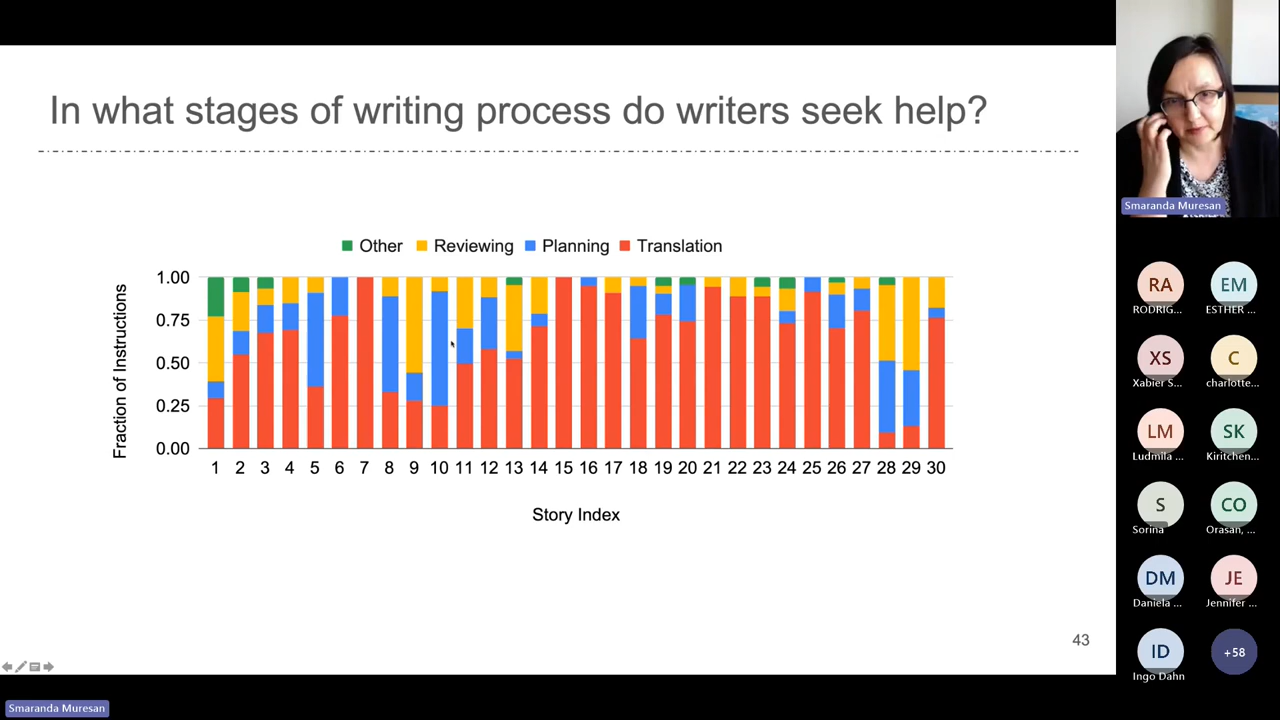 In what stages of writing process do writers seek help?
Other Reviewing Planning Translation
Fraction of Instructions
1.00
0.75
0.50
0.25
0.00
1 2 3 4 5 6 7 8 9 10 11 12 13 14 15 16 17 18 19 20 21 22 23 24 25 26 27 28 29 30
Story Index
43
Smaranda Muresan
Smaranda Muresan
RA EM
RODRIG... ESTHER ...
XS C
Xabier S... charlotte...
LM SK
Ludmila ... Kiritchen...
S CO
Sorina Orasan, ...
DM JE
Daniela ... Jennifer ...
ID +58
Ingo Dahn